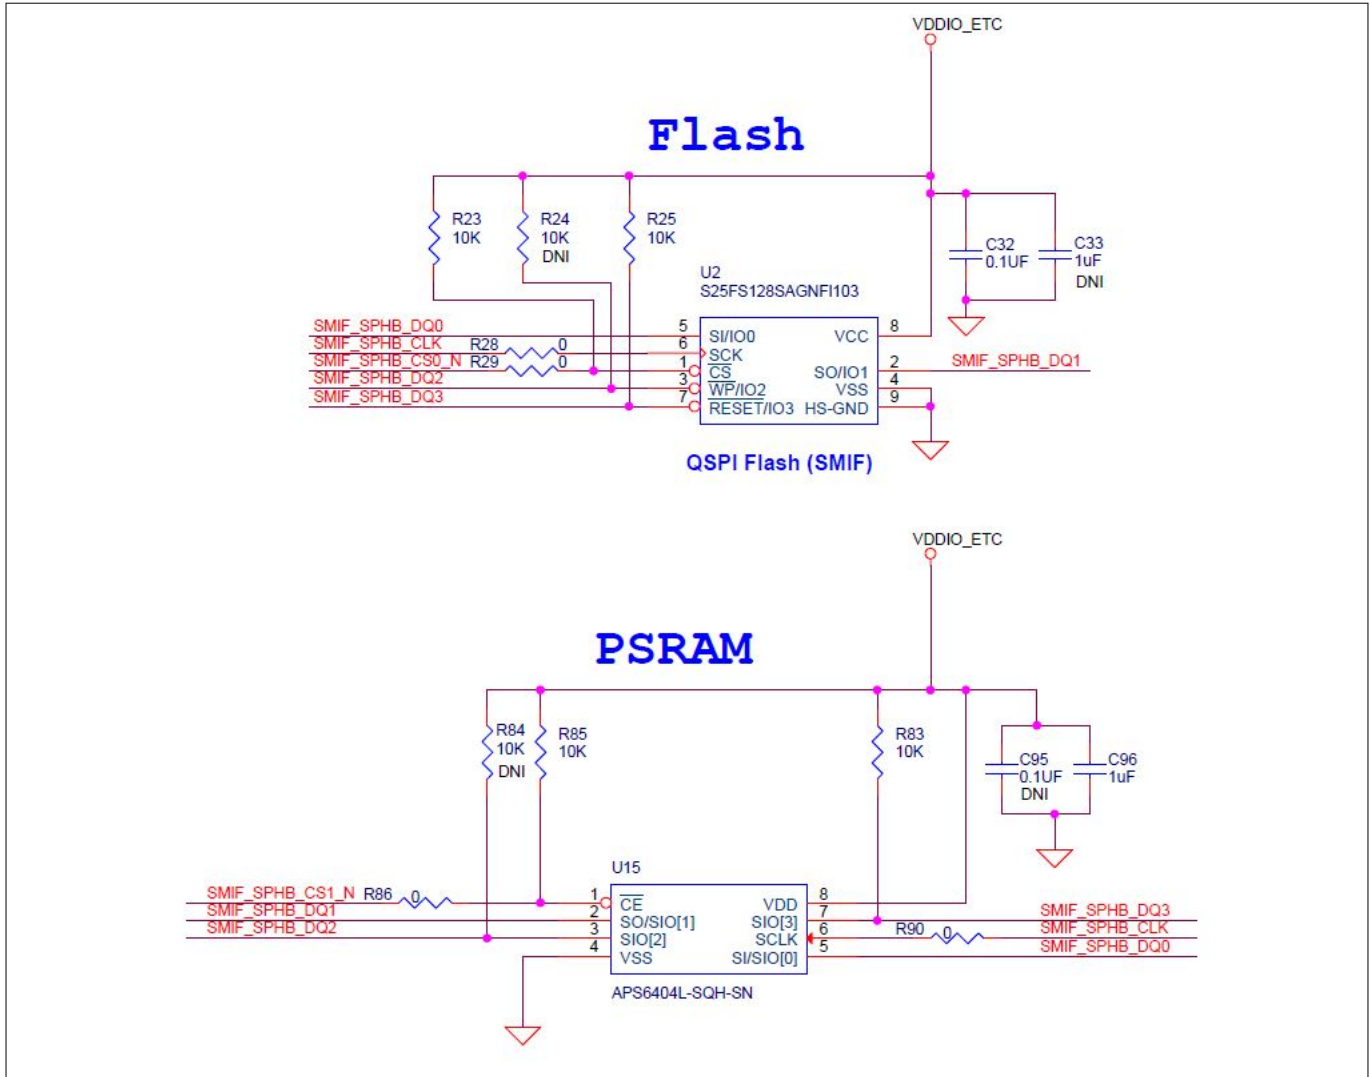 VDDIO_ETC
Flash
R23
10K
R24
10K
DNI
R25
10K
C32
0.1UF
C33
1uF
DNI
U2
S25FS128SAGNFI103
SMIF_SPHB_DQ0
SMIF_SPHB_CLK R28 0
SMIF_SPHB_CS0_N R29 0
SMIF_SPHB_DQ2
SMIF_SPHB_DQ3
5 SI/IO0 VCC 8
6 SCK
1 CS SO/IO1 2 SMIF_SPHB_DQ1
3 WP/IO2 VSS 4
7 RESET/IO3 HS-GND 9
QSPI Flash (SMIF)
VDDIO_ETC
PSRAM
R84
10K
DNI
R85
10K
R83
10K
C95
0.1UF
DNI
C96
1uF
U15
SMIF_SPHB_CS1_N R86 0 1 CE VDD 8
SMIF_SPHB_DQ1 2 SO/SIO[1] SIO[3] 7 SMIF_SPHB_DQ3
SMIF_SPHB_DQ2 3 SIO[2] SCLK 6 R90 0 SMIF_SPHB_CLK
4 VSS SI/SIO[0] 5 SMIF_SPHB_DQ0
APS6404L-SQH-SN